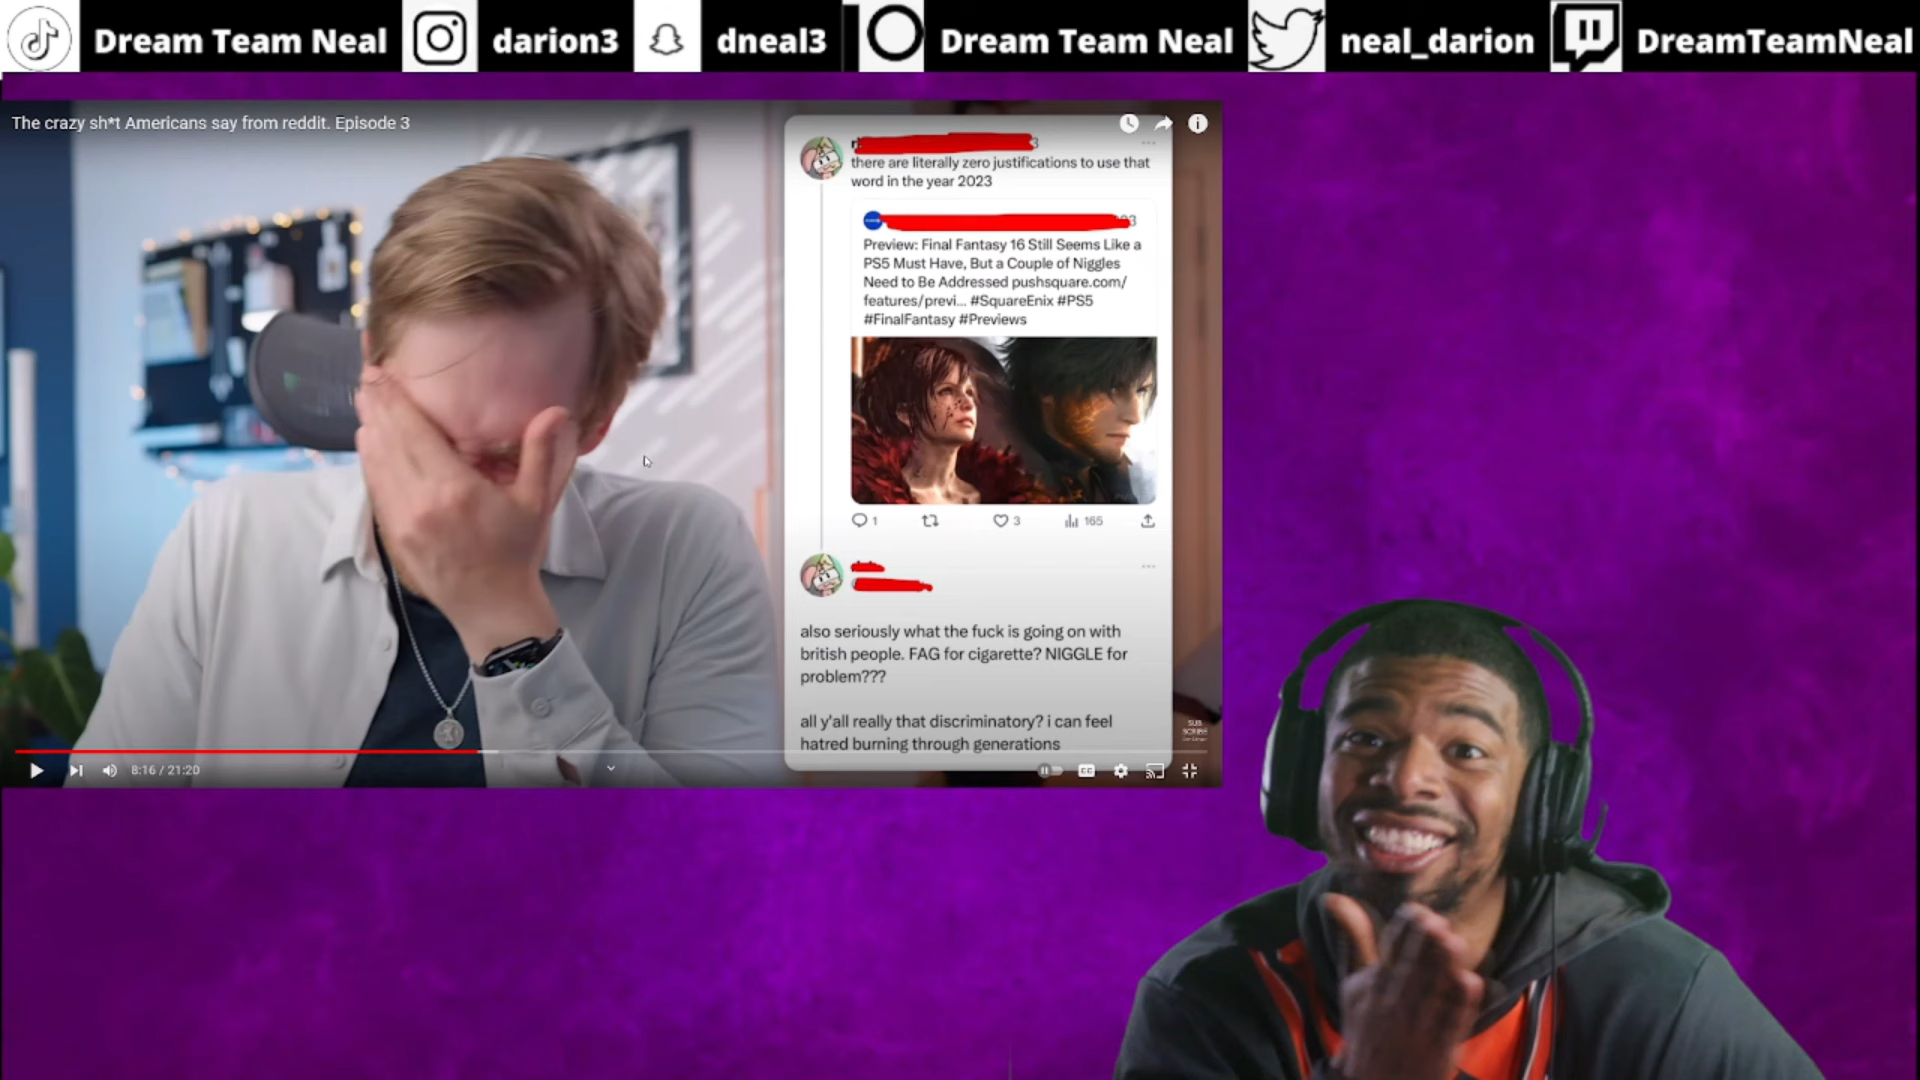 Dream Team Neal
darion3
dneal3
Dream Team Neal
neal_darion
DreamTeamNeal
The crazy sh*t Americans say from reddit. Episode 3
there are literally zero justifications to use that
word in the year 2023
Preview: Final Fantasy 16 Still Seems Like a
PS5 Must Have, But a Couple of Niggles
Need to Be Addressed pushsquare.com/
features/previ... #SquareEnix #PS5
#FinalFantasy #Previews
1
3
165
also seriously what the fuck is going on with
british people. FAG for cigarette? NIGGLE for
problem???
all y'all really that discriminatory? i can feel
hatred burning through generations
SUB
SCRIBE
8:16 / 21:20
CC